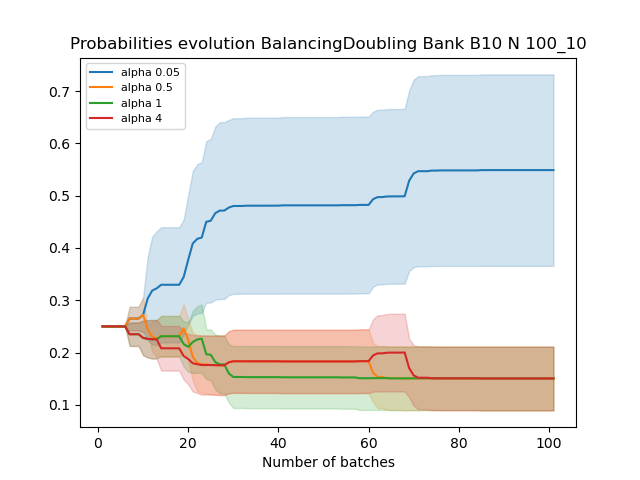 Probabilities evolution BalancingDoubling Bank B10 N 100_10
alpha 0.05
alpha 0.5
alpha 1
alpha 4
0.7
0.6
0.5
0.4
0.3
0.2
0.1
0 20 40 60 80 100
Number of batches